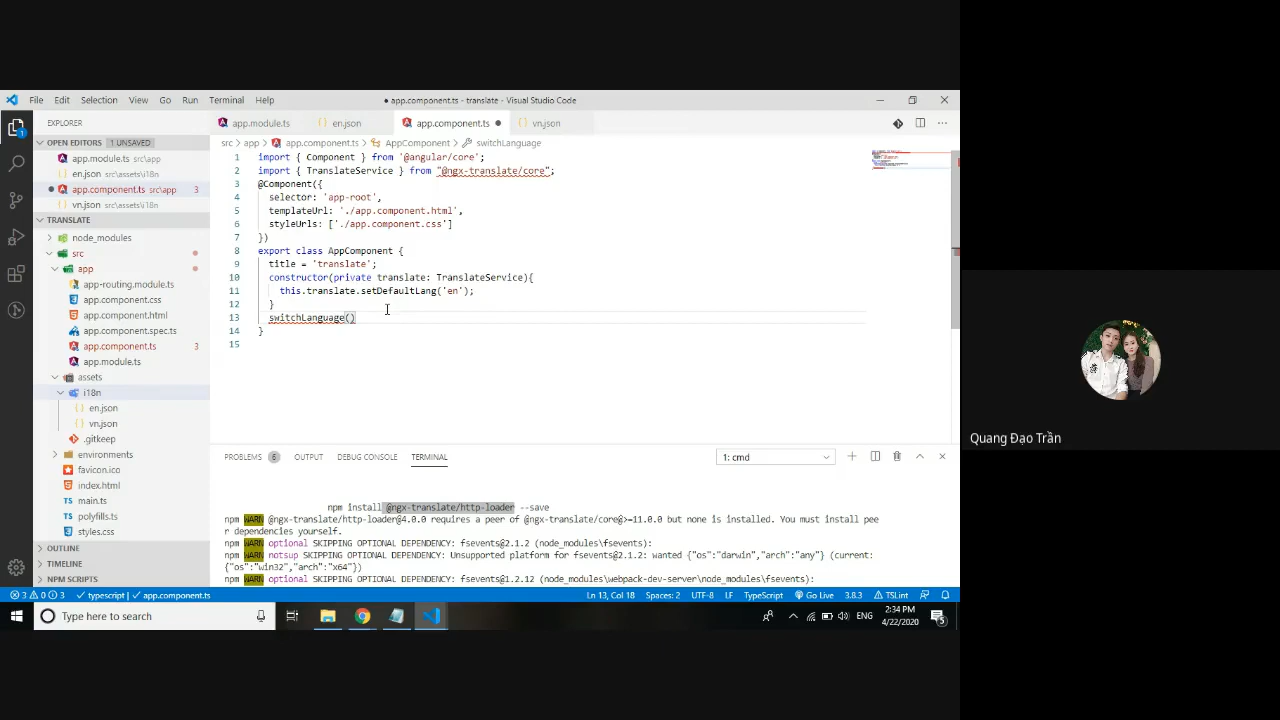 File Edit Selection View Go Run Terminal Help
● app.component.ts - translate - Visual Studio Code
EXPLORER
OPEN EDITORS 1 UNSAVED
app.module.ts src\app
en.json src\assets\i18n
● app.component.ts src\app 3
vn.json src\assets\i18n
TRANSLATE
node_modules
src
app
app-routing.module.ts
app.component.css
app.component.html
app.component.spec.ts
app.component.ts 3
app.module.ts
assets
i18n
en.json
vn.json
.gitkeep
environments
favicon.ico
index.html
main.ts
polyfills.ts
styles.css
OUTLINE
TIMELINE
NPM SCRIPTS
app.module.ts en.json app.component.ts ● vn.json
src > app > app.component.ts > AppComponent > switchLanguage
1 import { Component } from '@angular/core';
2 import { TranslateService } from "@ngx-translate/core";
3 @Component({
4 selector: 'app-root',
5 templateUrl: './app.component.html',
6 styleUrls: ['./app.component.css']
7 })
8 export class AppComponent {
9 title = 'translate';
10 constructor(private translate: TranslateService){
11 this.translate.setDefaultLang('en');
12 }
13 switchLanguage()
14 }
15
PROBLEMS 6 OUTPUT DEBUG CONSOLE TERMINAL 1: cmd
npm install @ngx-translate/http-loader --save
npm WARN @ngx-translate/http-loader@4.0.0 requires a peer of @ngx-translate/core@>=11.0.0 but none is installed. You must install pee
r dependencies yourself.
npm WARN optional SKIPPING OPTIONAL DEPENDENCY: fsevents@2.1.2 (node_modules\fsevents):
npm WARN notsup SKIPPING OPTIONAL DEPENDENCY: Unsupported platform for fsevents@2.1.2: wanted {"os":"darwin","arch":"any"} (current:
{"os":"win32","arch":"x64"})
npm WARN optional SKIPPING OPTIONAL DEPENDENCY: fsevents@1.2.12 (node_modules\webpack-dev-server\node_modules\fsevents):
3 0 3 typescript | app.component.ts Ln 13, Col 18 Spaces: 2 UTF-8 LF TypeScript Go Live 3.8.3 TSLint
Type here to search
ENG
2:34 PM
4/22/2020
5
Quang Đạo Trần